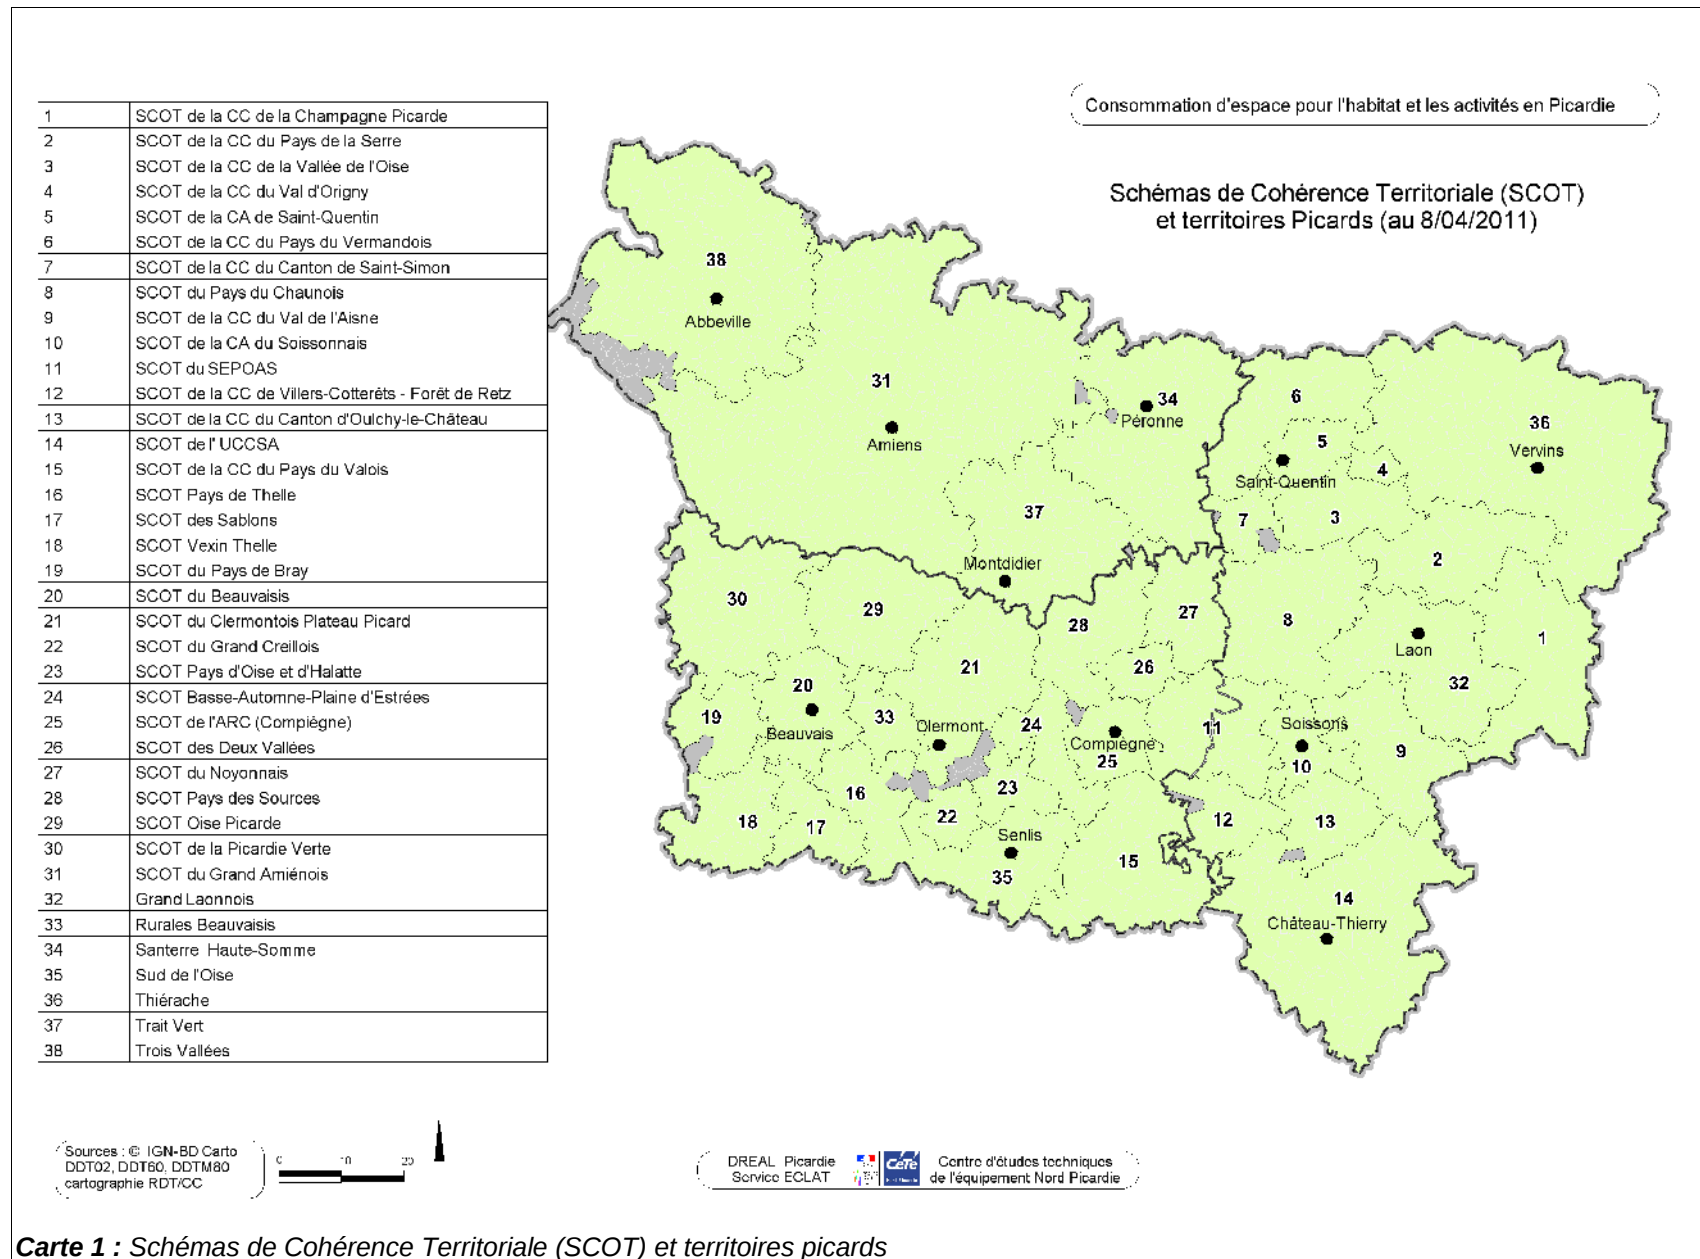 1 SCOT de la CC de la Champagne Picarde
2 SCOT de la CC du Pays de la Serre
3 SCOT de la CC de la Vallée de l'Oise
4 SCOT de la CC du Val d'Origny
5 SCOT de la CA de Saint-Quentin
6 SCOT de la CC du Pays du Vermandois
7 SCOT de la CC du Canton de Saint-Simon
8 SCOT du Pays du Chaunois
9 SCOT de la CC du Val de l'Aisne
10 SCOT de la CA du Soissonnais
11 SCOT du SEPOAS
12 SCOT de la CC de Villers-Cotterêts - Forêt de Retz
13 SCOT de la CC du Canton d'Oulchy-le-Château
14 SCOT de l' UCCSA
15 SCOT de la CC du Pays du Valois
16 SCOT Pays de Thelle
17 SCOT des Sablons
18 SCOT Vexin Thelle
19 SCOT du Pays de Bray
20 SCOT du Beauvaisis
21 SCOT du Clermontois Plateau Picard
22 SCOT du Grand Creillois
23 SCOT Pays d'Oise et d'Halatte
24 SCOT Basse-Automne-Plaine d'Estrées
25 SCOT de l'ARC (Compiègne)
26 SCOT des Deux Vallées
27 SCOT du Noyonnais
28 SCOT Pays des Sources
29 SCOT Oise Picarde
30 SCOT de la Picardie Verte
31 SCOT du Grand Amiénois
32 Grand Laonnois
33 Rurales Beauvaisis
34 Santerre Haute-Somme
35 Sud de l'Oise
36 Thiérache
37 Trait Vert
38 Trois Vallées
Consommation d'espace pour l'habitat et les activités en Picardie
Schémas de Cohérence Territoriale (SCOT)
et territoires Picards (au 8/04/2011)
38
Abbeville
31
Amiens
34
Péronne
6
36
Vervins
5
4
Saint-Quentin
37
7
3
Montdidier
2
30
29
28
27
8
1
Laon
21
26
32
20
19
33
Beauvais
Clermont
24
Compiègne
25
11
Soissons
10
9
16
23
18
17
22
Senlis
12
13
15
35
14
Château-Thierry
Sources : © IGN-BD Carto
DDT02, DDT60, DDTM80
cartographie RDT/CC
0 10 20
DREAL Picardie
Service ECLAT
CeTe
Centre d'études techniques
de l'équipement Nord Picardie
Carte 1 : Schémas de Cohérence Territoriale (SCOT) et territoires picards